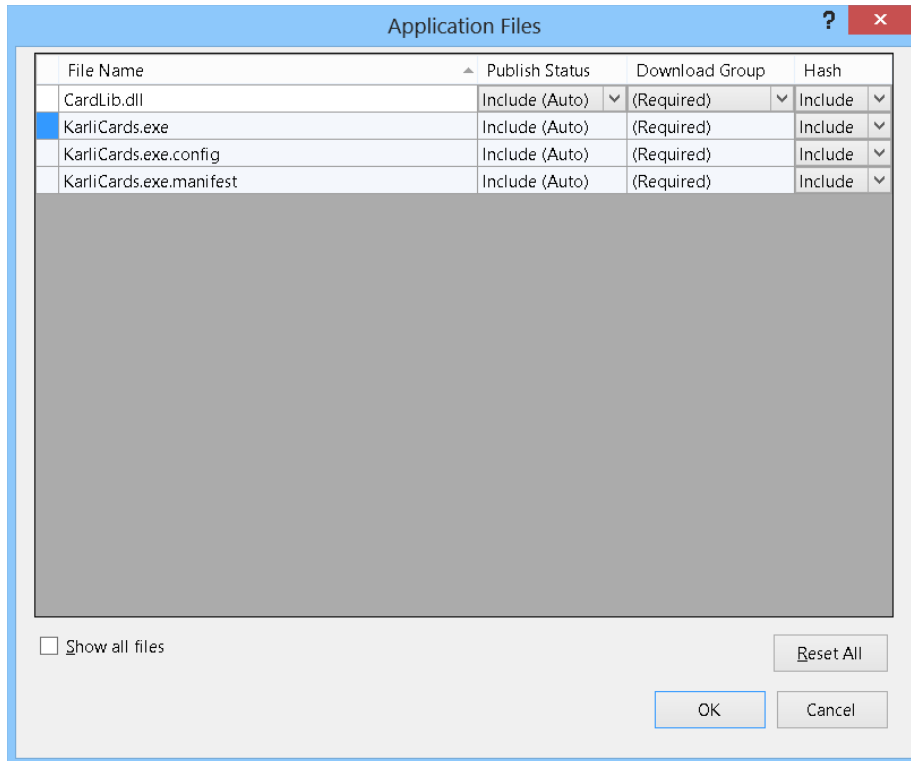 Application Files ?
File Name Publish Status Download Group Hash
CardLib.dll Include (Auto) (Required) Include
KarliCards.exe Include (Auto) (Required) Include
KarliCards.exe.config Include (Auto) (Required) Include
KarliCards.exe.manifest Include (Auto) (Required) Include
Show all files
Reset All
OK Cancel